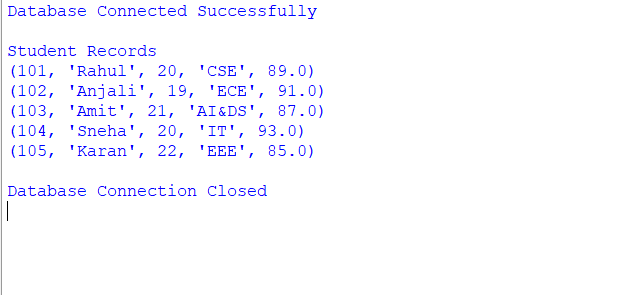 Database Connected Successfully
Student Records
(101, 'Rahul', 20, 'CSE', 89.0)
(102, 'Anjali', 19, 'ECE', 91.0)
(103, 'Amit', 21, 'AI&DS', 87.0)
(104, 'Sneha', 20, 'IT', 93.0)
(105, 'Karan', 22, 'EEE', 85.0)
Database Connection Closed